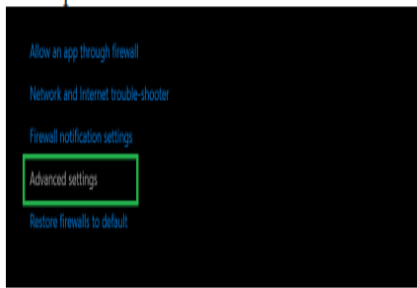 Allow an app through firewall
Network and Internet trouble-shooter
Firewall notification settings
Advanced settings
Restore firewalls to default